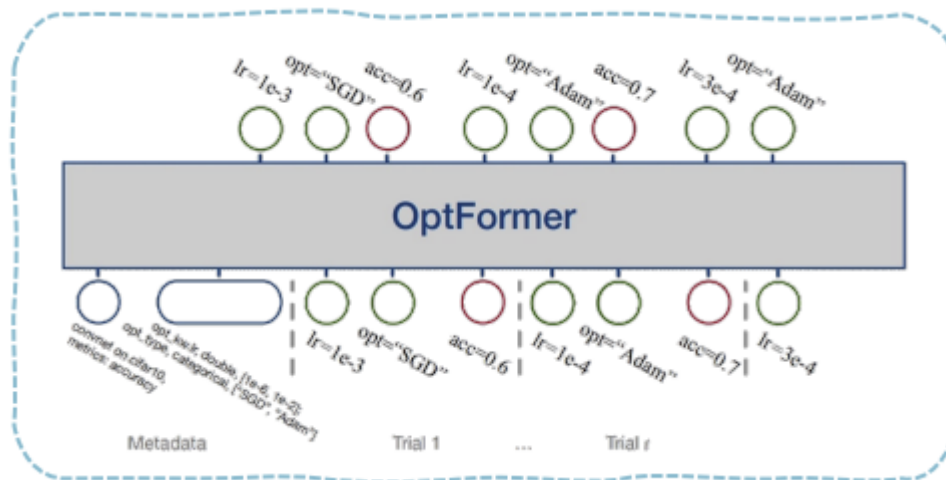 lr=1e-3
opt=“SGD”
acc=0.6
lr=1e-4
opt=“Adam”
acc=0.7
lr=3e-4
opt=“Adam”
OptFormer
convnet on cifar10,
metrics: accuracy
opt_kw.lr, double, [1e-6, 1e-2];
opt_type, categorical, ["SGD", "Adam"]
lr=1e-3
opt=“SGD”
acc=0.6
lr=1e-4
opt=“Adam”
acc=0.7
lr=3e-4
Metadata
Trial 1
...
Trial t